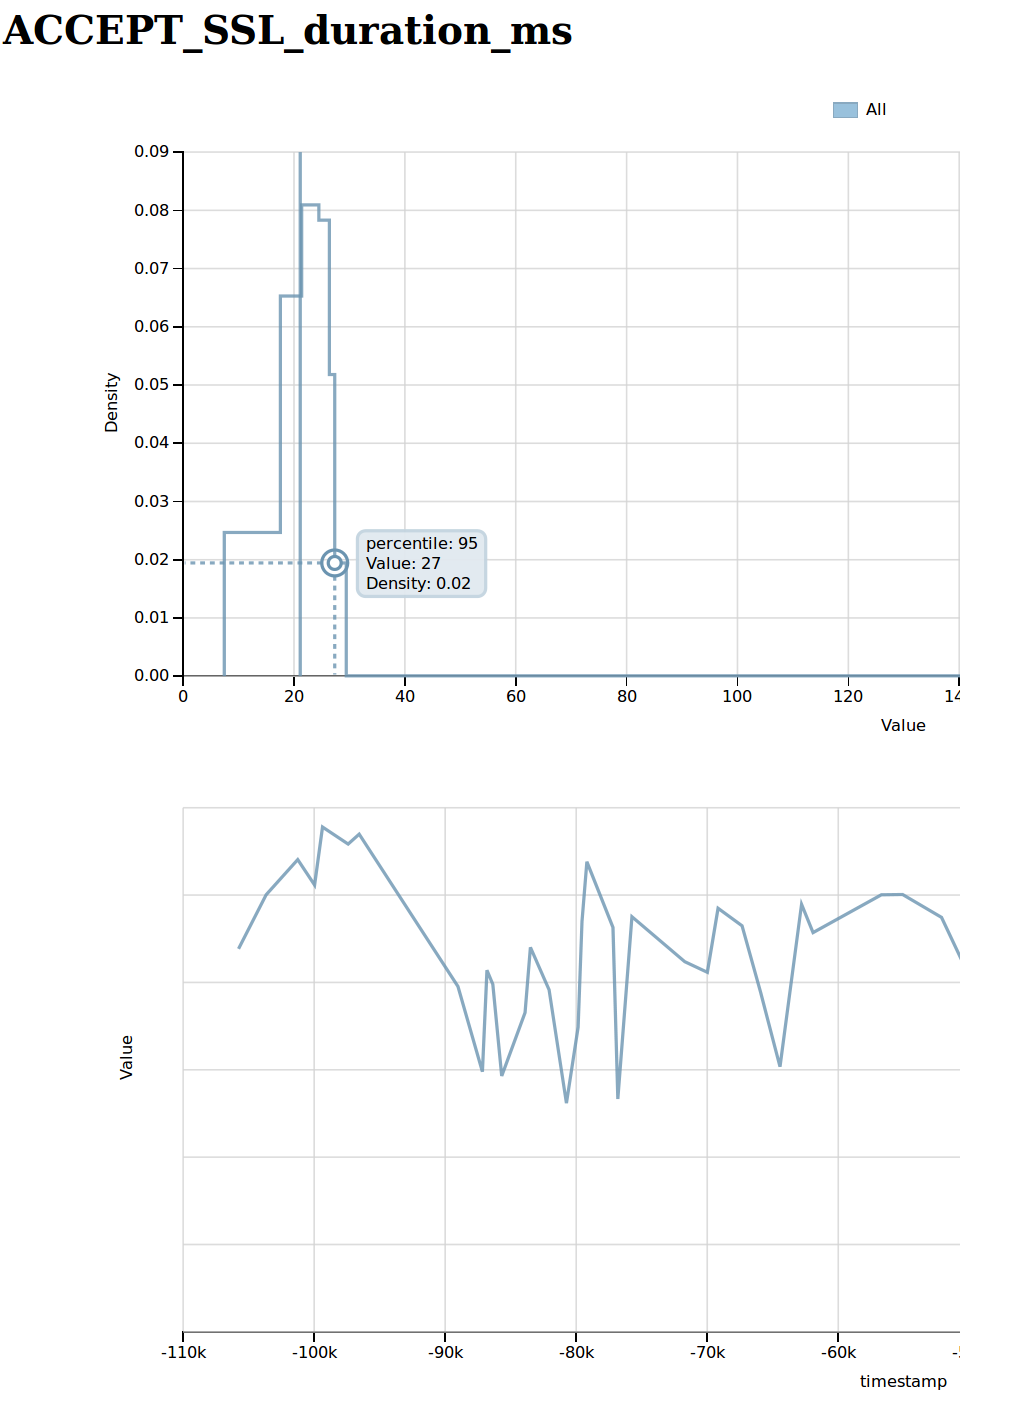 ACCEPT_SSL_duration_ms
All
0.09
0.08
0.07
0.06
0.05
0.04
0.03
0.02
0.01
0.00
Density
percentile: 95
Value: 27
Density: 0.02
0 20 40 60 80 100 120
Value
Value
-110k -100k -90k -80k -70k -60k
timestamp